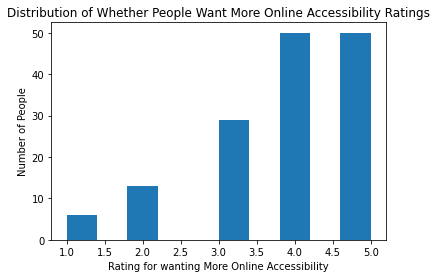 Distribution of Whether People Want More Online Accessibility Ratings
50
40
30
20
10
0
Number of People
1.0 1.5 2.0 2.5 3.0 3.5 4.0 4.5 5.0
Rating for wanting More Online Accessibility